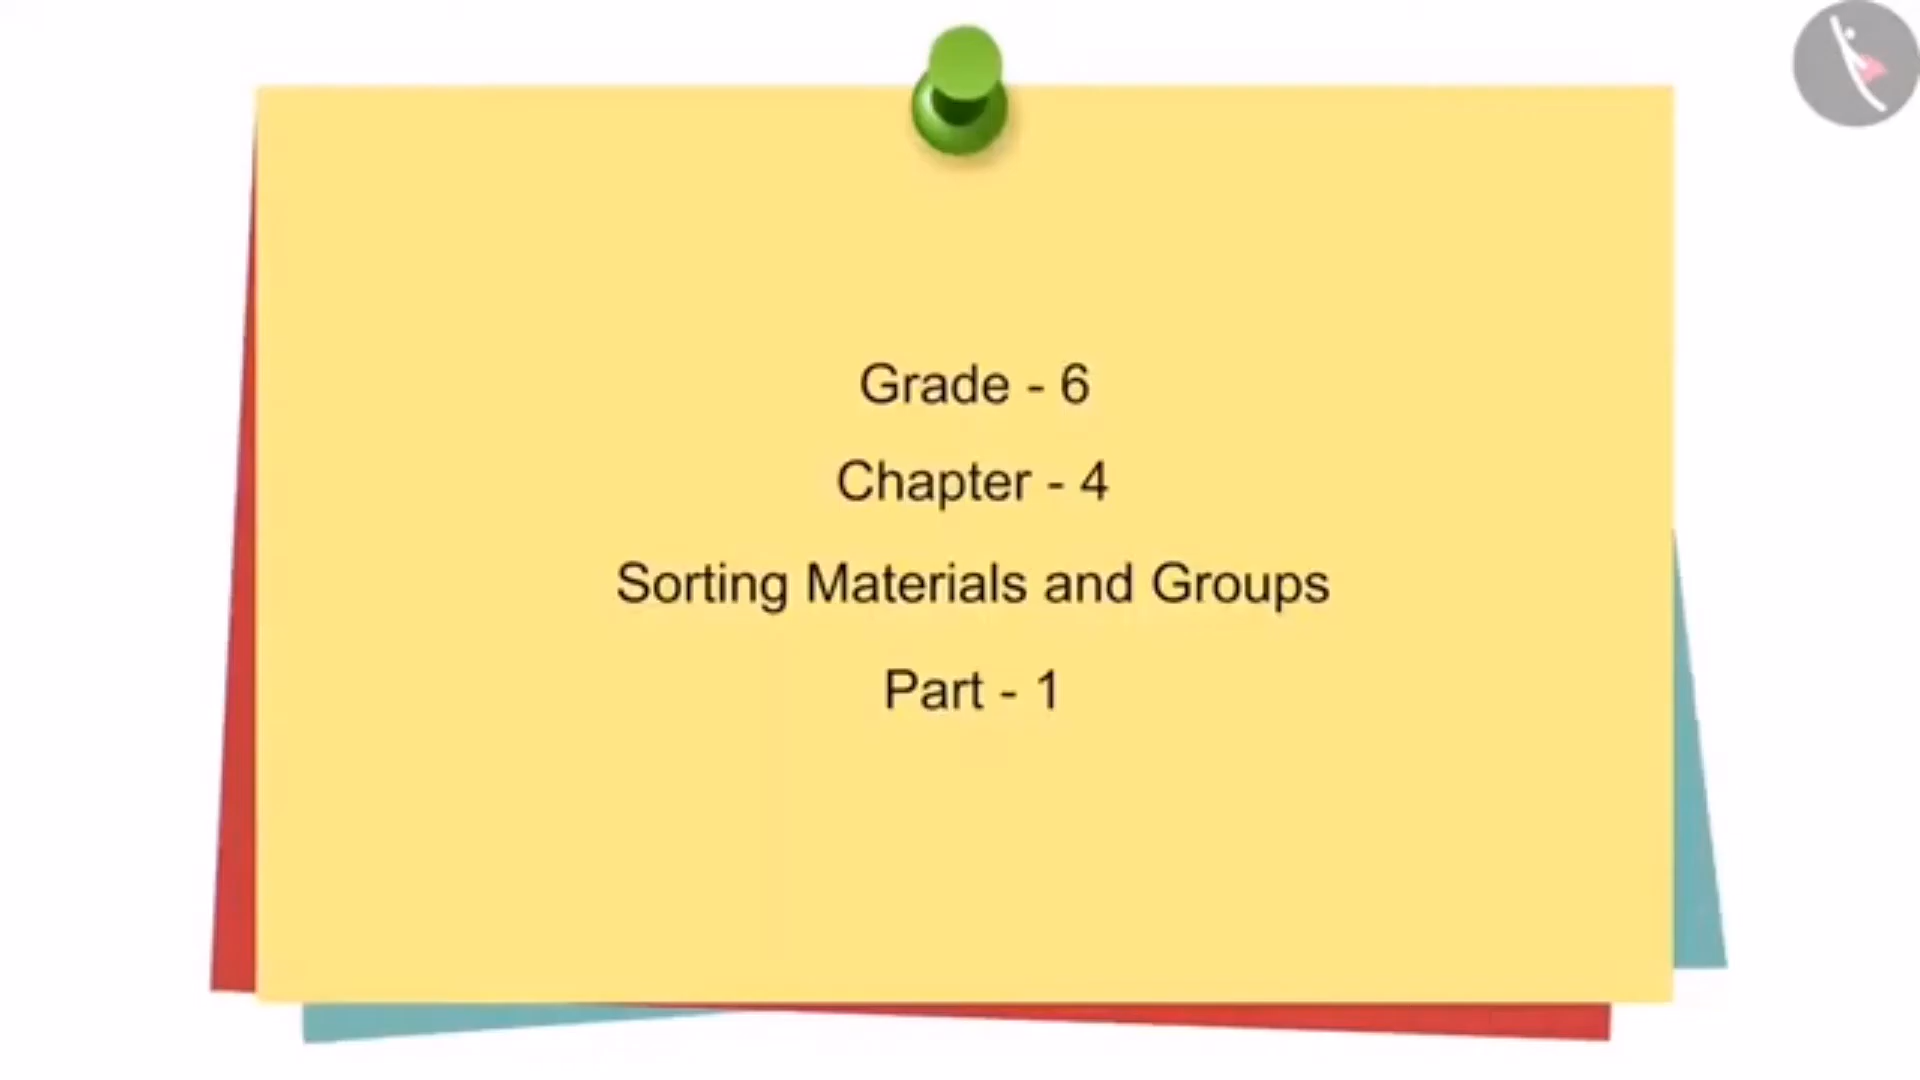 Grade - 6
Chapter - 4
Sorting Materials and Groups
Part - 1